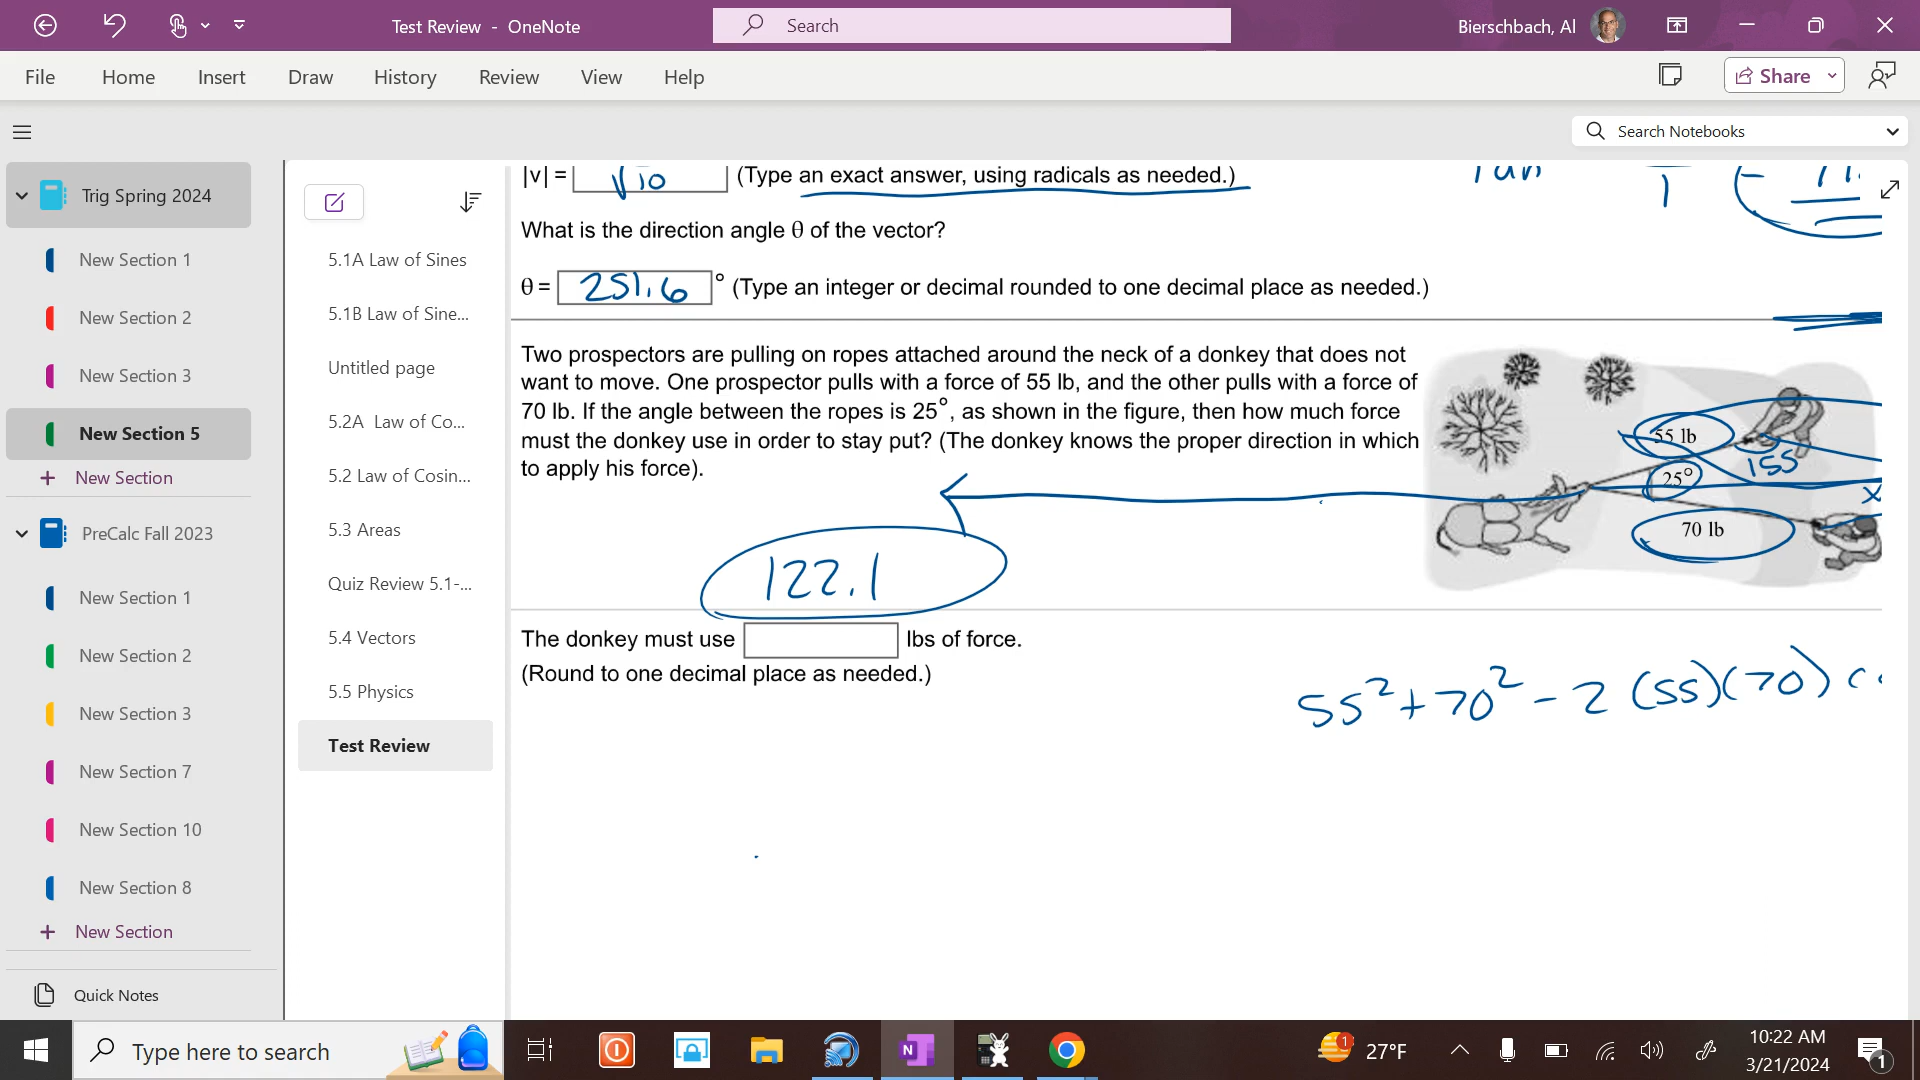 Test Review - OneNote
Search
Bierschbach, Al
File Home Insert Draw History Review View Help
Share
Search Notebooks
Trig Spring 2024
New Section 1
New Section 2
New Section 3
New Section 5
+ New Section
PreCalc Fall 2023
New Section 1
New Section 2
New Section 3
New Section 7
New Section 10
New Section 8
+ New Section
Quick Notes
5.1A Law of Sines
5.1B Law of Sine...
Untitled page
5.2A Law of Co...
5.2 Law of Cosin...
5.3 Areas
Quiz Review 5.1-...
5.4 Vectors
5.5 Physics
Test Review
|v| = √10 (Type an exact answer, using radicals as needed.)
What is the direction angle θ of the vector?
θ = 251.6 ° (Type an integer or decimal rounded to one decimal place as needed.)
Two prospectors are pulling on ropes attached around the neck of a donkey that does not
want to move. One prospector pulls with a force of 55 lb, and the other pulls with a force of
70 lb. If the angle between the ropes is 25°, as shown in the figure, then how much force
must the donkey use in order to stay put? (The donkey knows the proper direction in which
to apply his force).
55 lb
155
25°
x
70 lb
122.1
The donkey must use lbs of force.
(Round to one decimal place as needed.)
55² + 70² - 2 (55)(70)
Type here to search
27°F
10:22 AM
3/21/2024
1